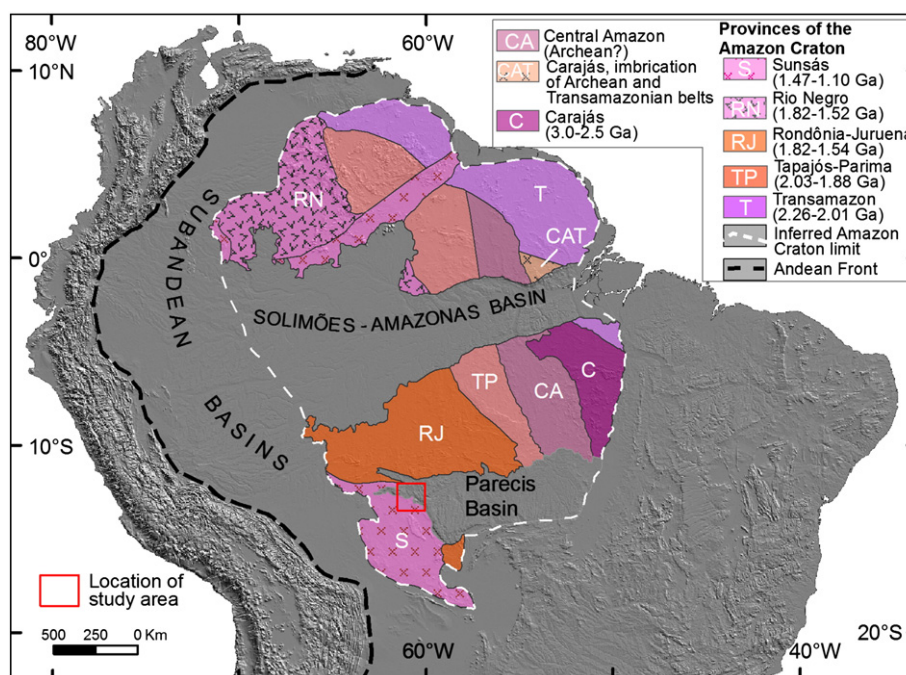 80°W
60°W
10°N
0°
10°S
CA
Central Amazon
(Archean?)
CAT
Carajás, imbrication
of Archean and
Transamazonian belts
C
Carajás
(3.0-2.5 Ga)
Provinces of the
Amazon Craton
S
Sunsás
(1.47-1.10 Ga)
RN
Rio Negro
(1.82-1.52 Ga)
RJ
Rondônia-Juruena
(1.82-1.54 Ga)
TP
Tapajós-Parima
(2.03-1.88 Ga)
T
Transamazon
(2.26-2.01 Ga)
Inferred Amazon
Craton limit
Andean Front
RN
T
CAT
SUBANDEAN
BASINS
SOLIMÕES - AMAZONAS BASIN
TP
CA
C
RJ
Parecis
Basin
S
Location of
study area
500 250 0 Km
60°W
40°W
20°S